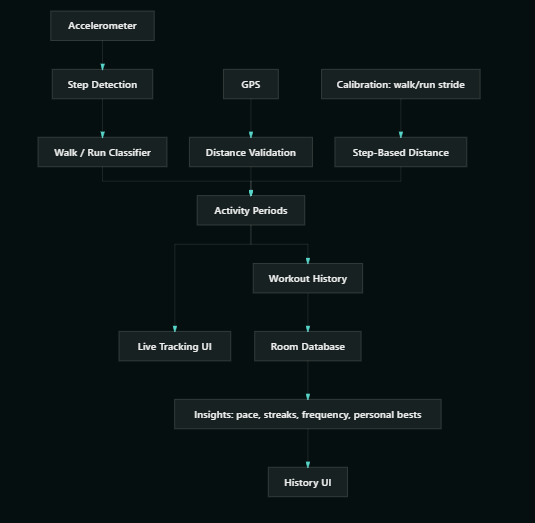 Accelerometer
Step Detection
GPS
Calibration: walk/run stride
Walk / Run Classifier
Distance Validation
Step-Based Distance
Activity Periods
Workout History
Live Tracking UI
Room Database
Insights: pace, streaks, frequency, personal bests
History UI